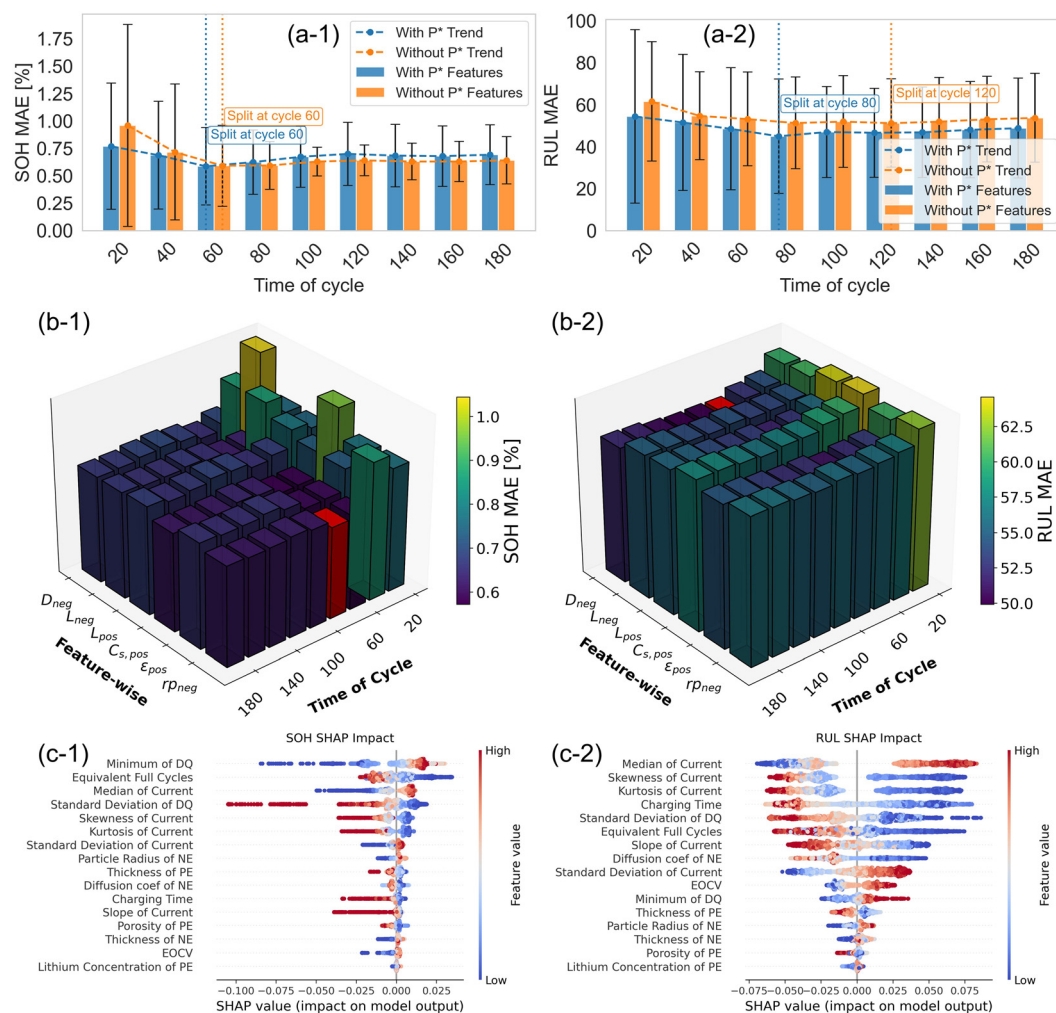 (a-1)
SOH MAE [%]
1.75
1.50
1.25
1.00
0.75
0.50
0.25
0.00
With P* Trend
Without P* Trend
With P* Features
Without P* Features
Split at cycle 60
Split at cycle 60
20 40 60 80 100 120 140 160 180
Time of cycle
(a-2)
RUL MAE
100
80
60
40
20
0
Split at cycle 80
Split at cycle 120
With P* Trend
Without P* Trend
With P* Features
Without P* Features
20 40 60 80 100 120 140 160 180
Time of cycle
(b-1)
D_neg
L_neg
L_pos
C_s,pos
ε_pos
rp_neg
Feature-wise
180 140 100 60 20
Time of Cycle
1.0
0.9
0.8
0.7
0.6
SOH MAE [%]
(b-2)
D_neg
L_neg
L_pos
C_s,pos
ε_pos
rp_neg
Feature-wise
180 140 100 60 20
Time of Cycle
62.5
60.0
57.5
55.0
52.5
50.0
RUL MAE
(c-1)
SOH SHAP Impact
Minimum of DQ
Equivalent Full Cycles
Median of Current
Standard Deviation of DQ
Skewness of Current
Kurtosis of Current
Standard Deviation of Current
Particle Radius of NE
Thickness of PE
Diffusion coef of NE
Charging Time
Slope of Current
Porosity of PE
Thickness of NE
EOCV
Lithium Concentration of PE
−0.100 −0.075 −0.050 −0.025 0.000 0.025
SHAP value (impact on model output)
High
Feature value
Low
(c-2)
RUL SHAP Impact
Median of Current
Skewness of Current
Kurtosis of Current
Charging Time
Standard Deviation of DQ
Equivalent Full Cycles
Slope of Current
Diffusion coef of NE
Standard Deviation of Current
EOCV
Minimum of DQ
Thickness of PE
Particle Radius of NE
Thickness of NE
Porosity of PE
Lithium Concentration of PE
−0.075 −0.050 −0.025 0.000 0.025 0.050 0.075
SHAP value (impact on model output)
High
Feature value
Low